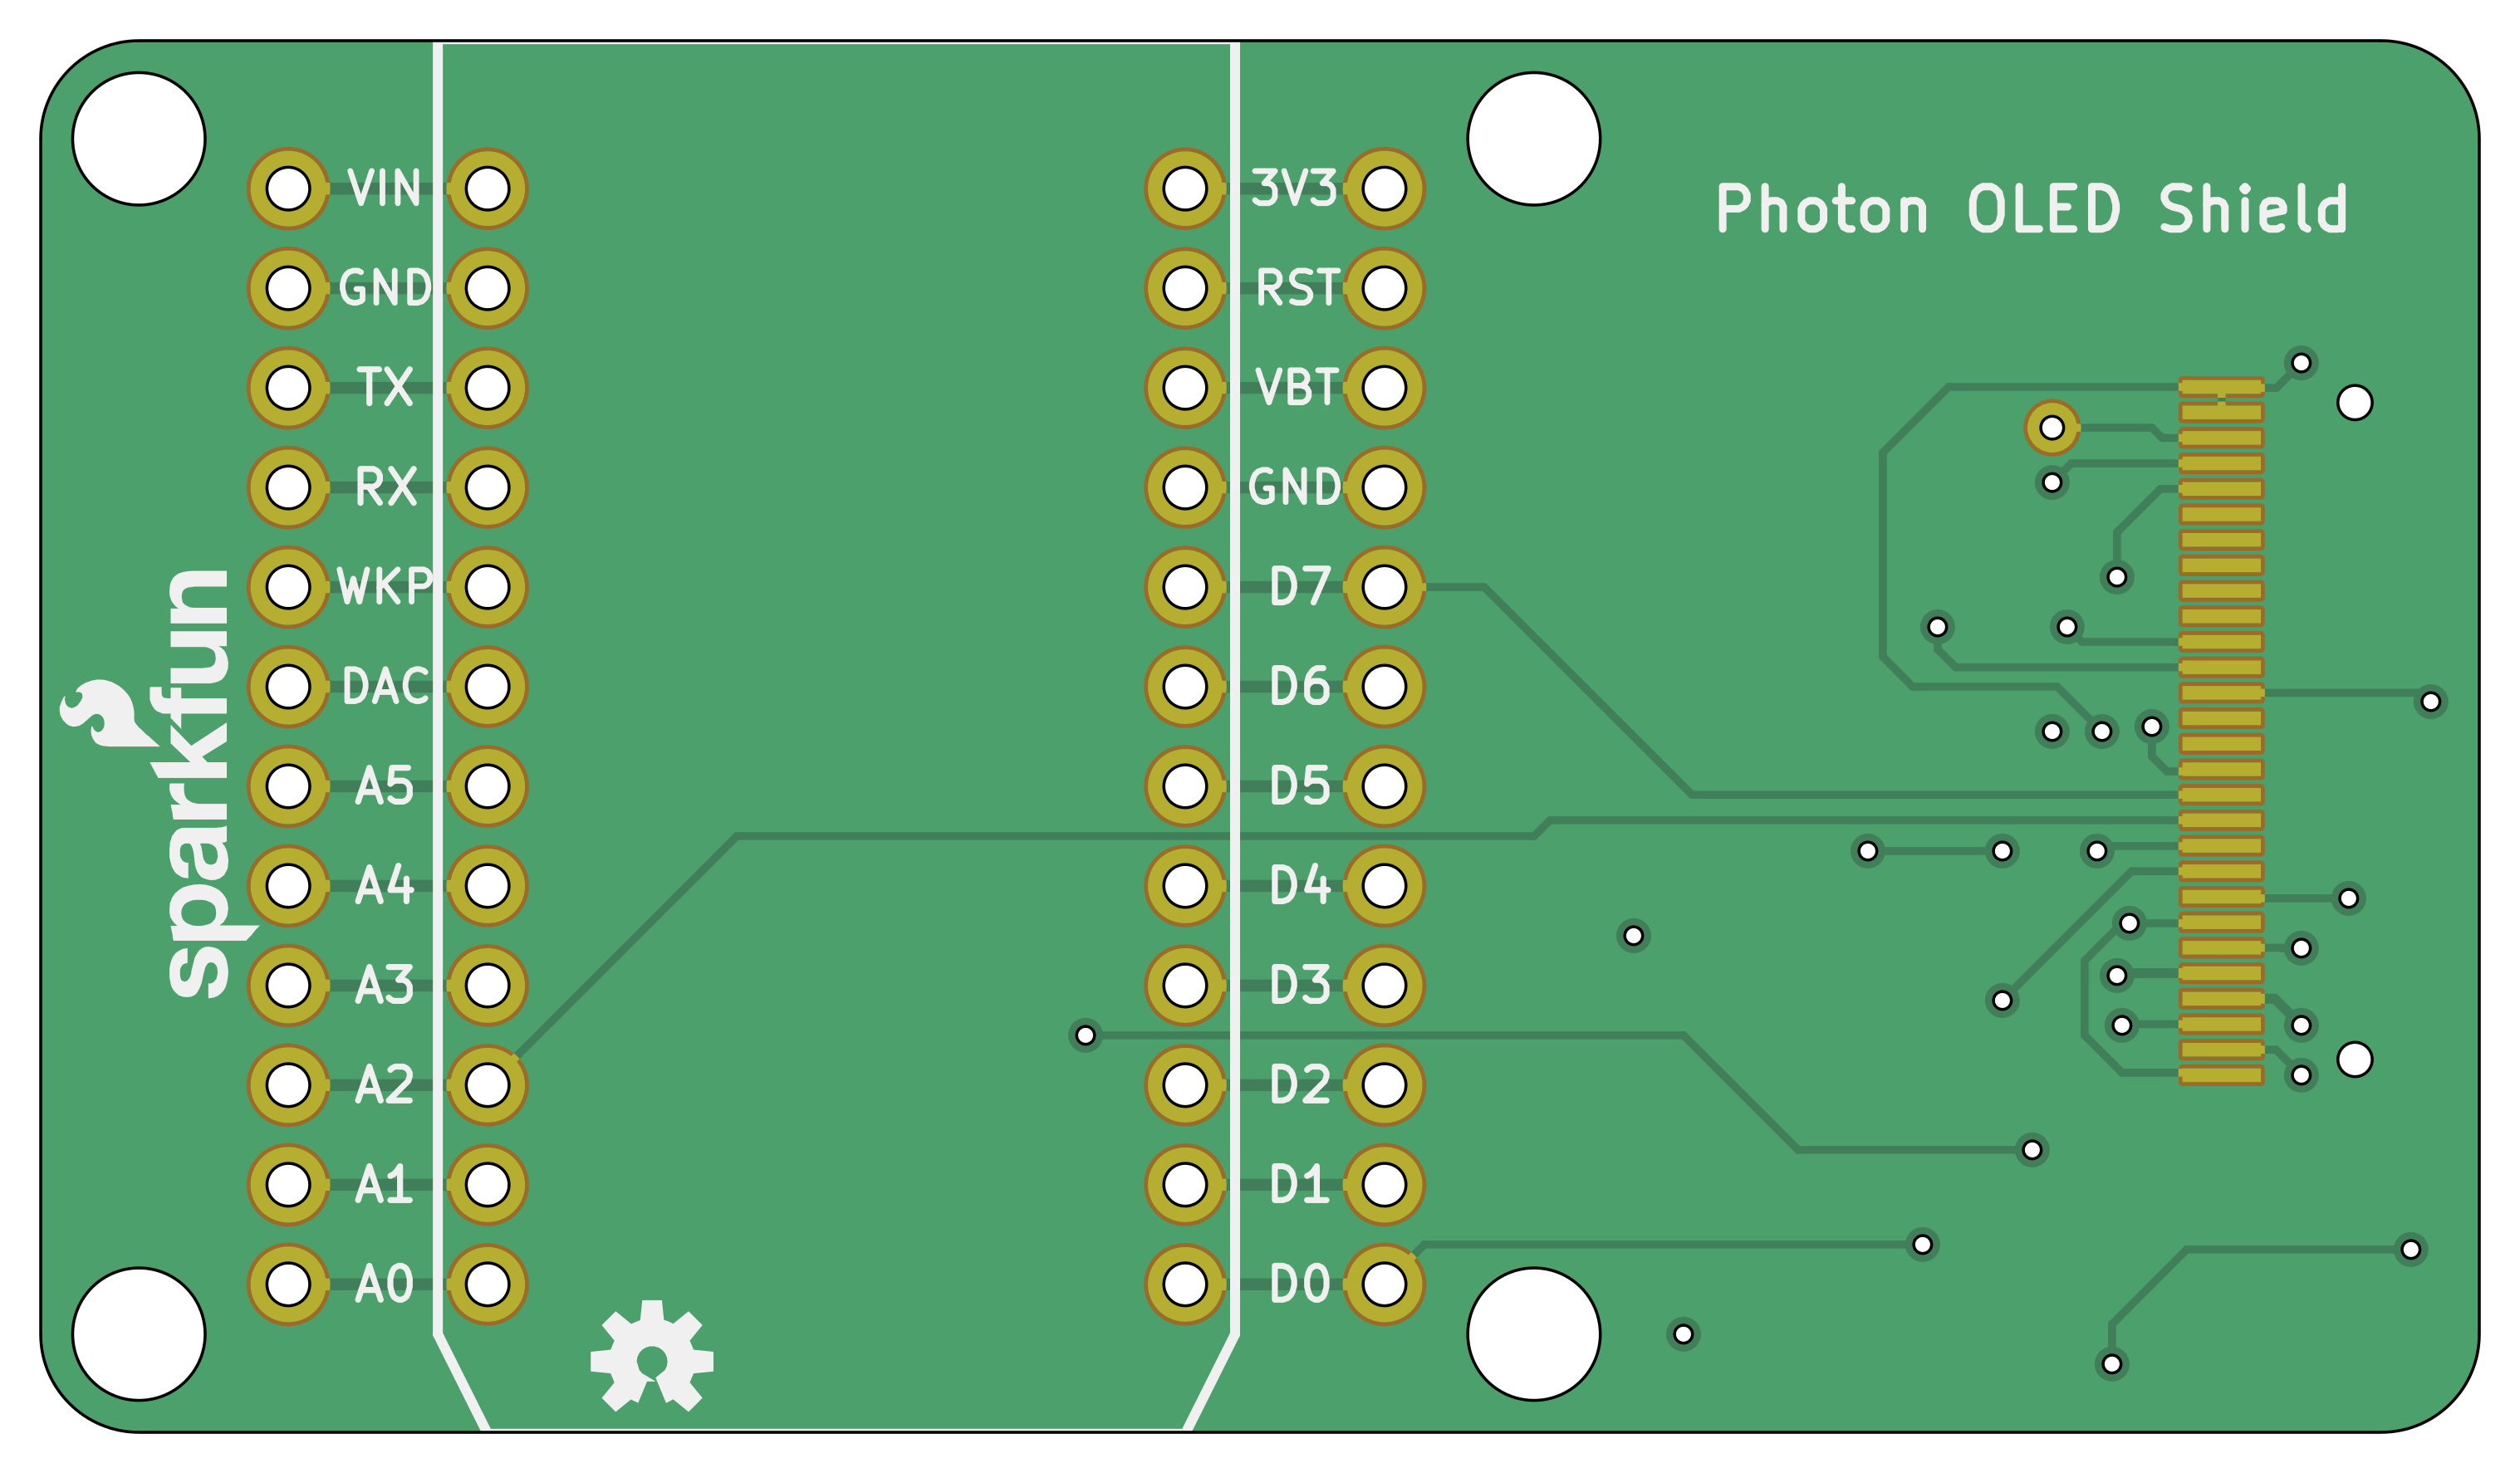 Photon OLED Shield
VIN
GND
TX
RX
WKP
DAC
A5
A4
A3
A2
A1
A0
3V3
RST
VBT
GND
D7
D6
D5
D4
D3
D2
D1
D0
sparkfun